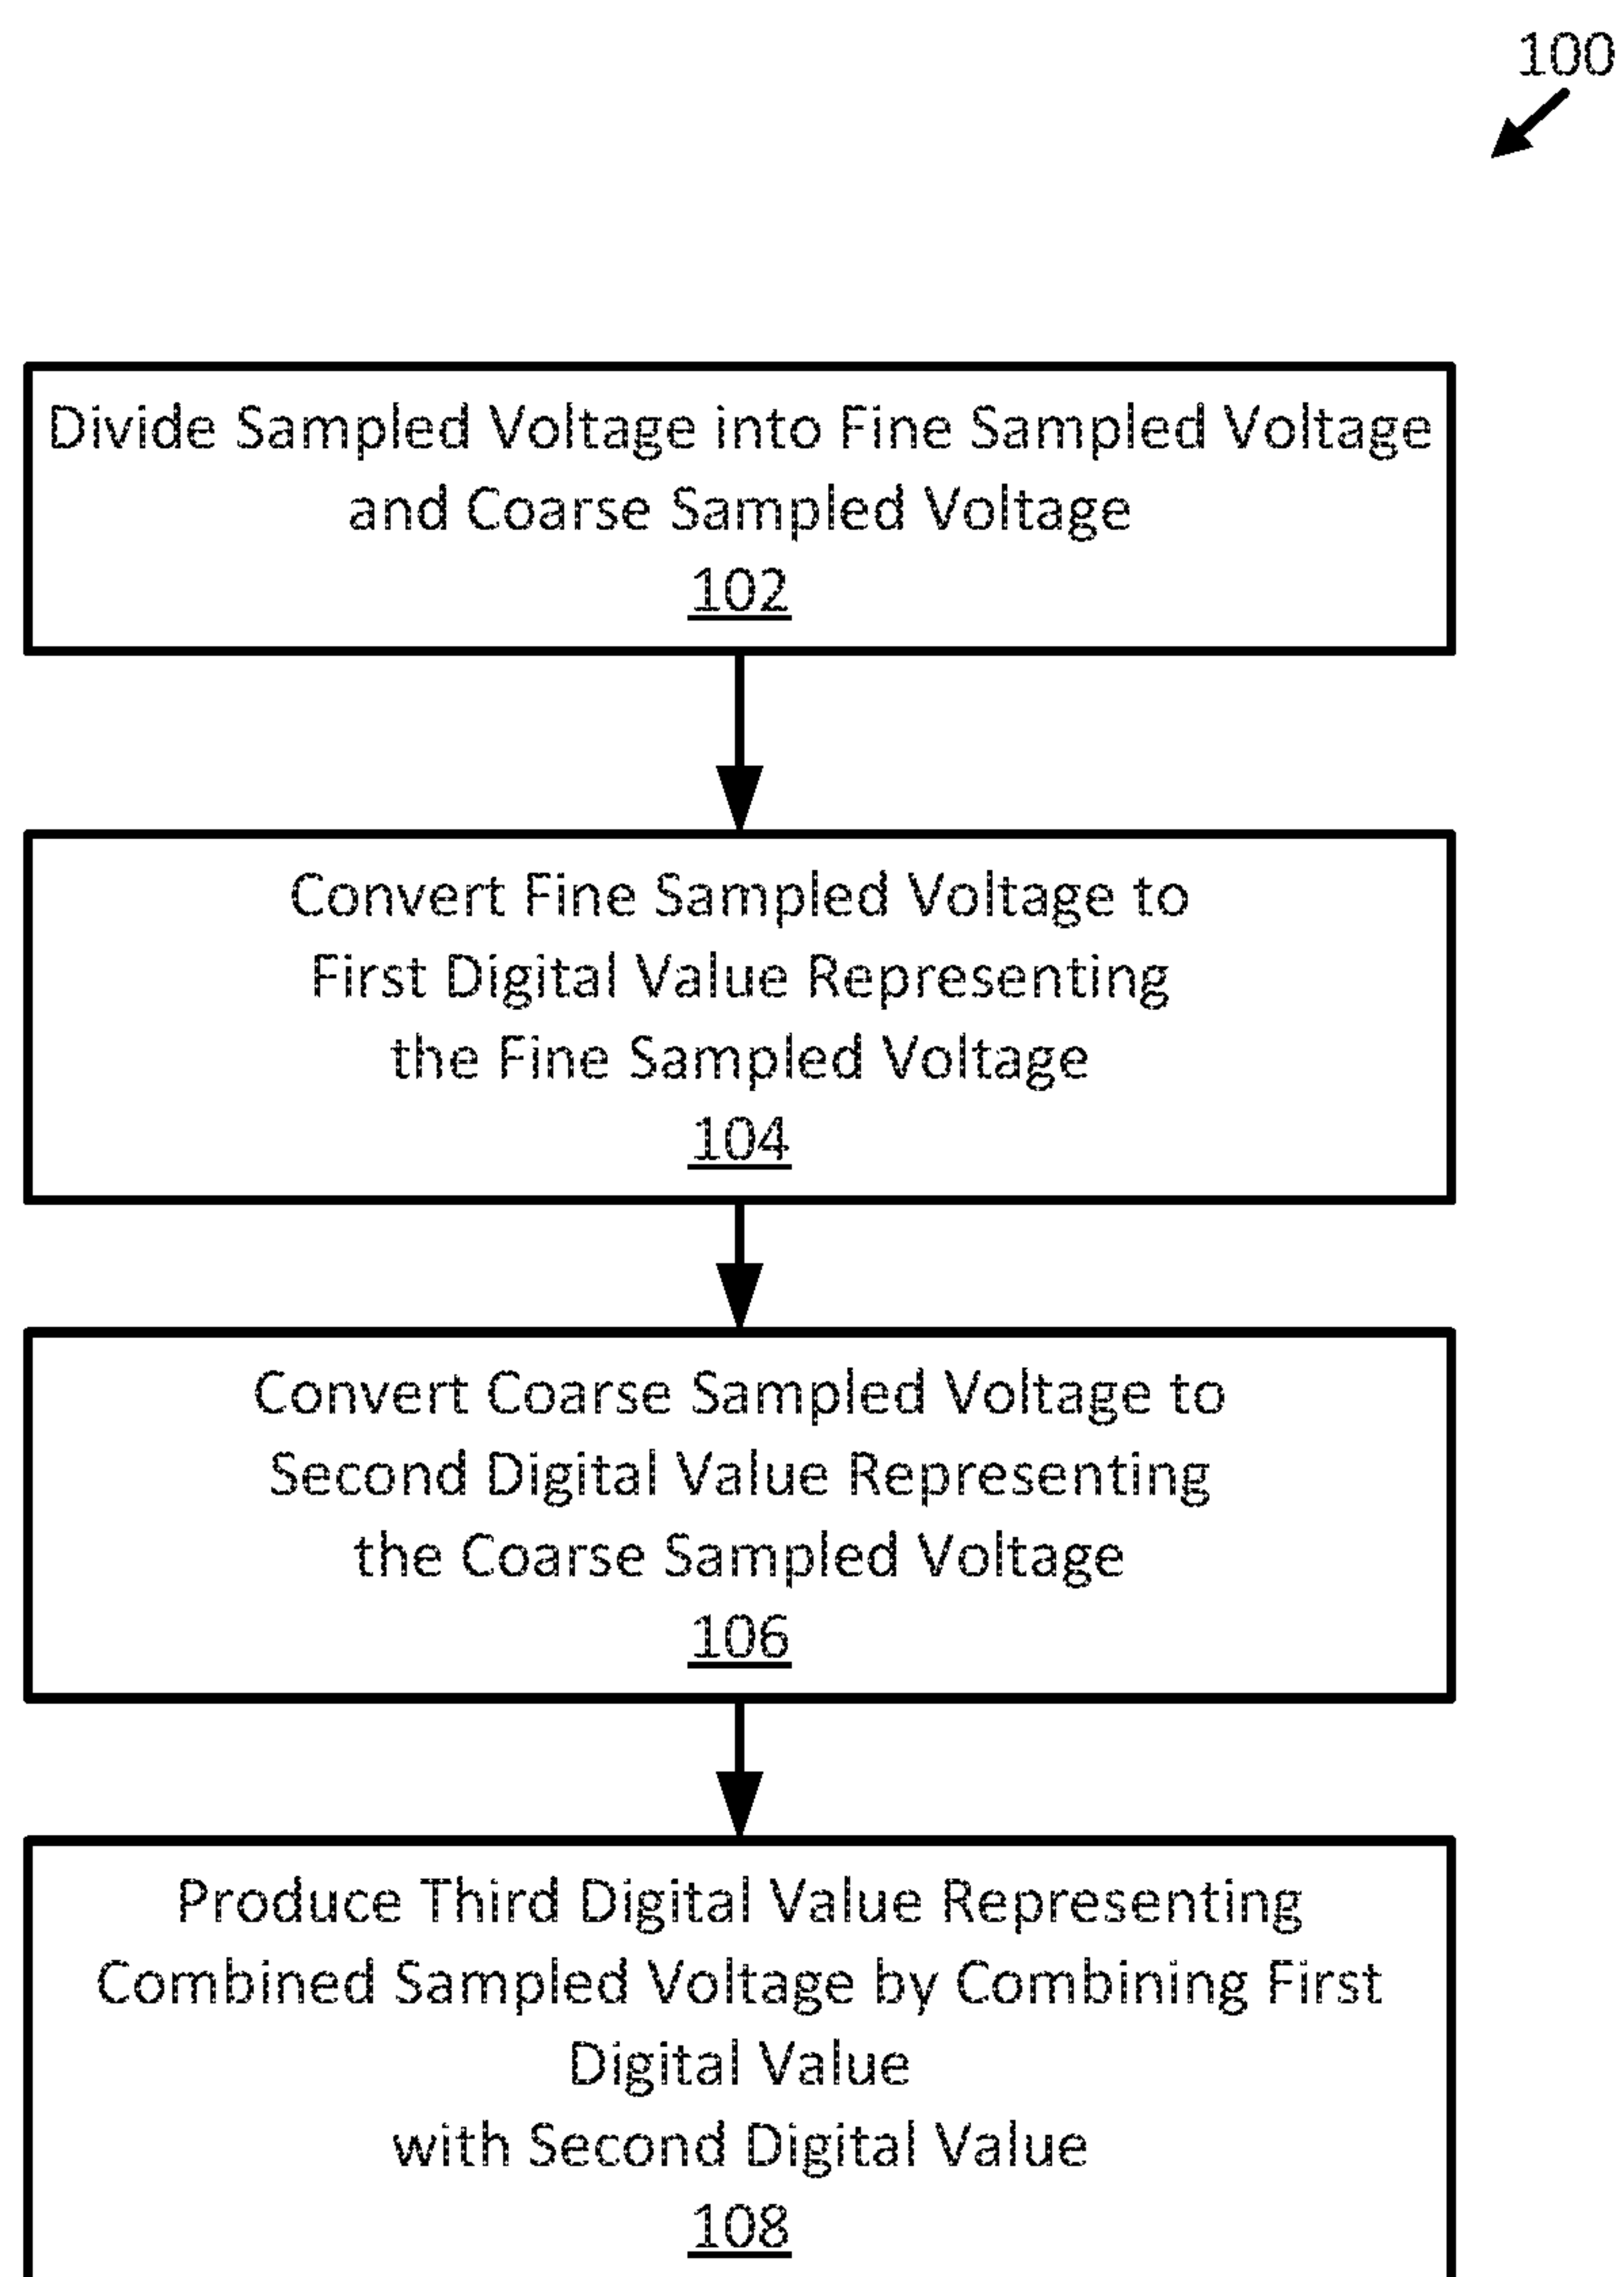 100
Divide Sampled Voltage into Fine Sampled Voltage
and Coarse Sampled Voltage
102
Convert Fine Sampled Voltage to
First Digital Value Representing
the Fine Sampled Voltage
104
Convert Coarse Sampled Voltage to
Second Digital Value Representing
the Coarse Sampled Voltage
106
Produce Third Digital Value Representing
Combined Sampled Voltage by Combining First
Digital Value
with Second Digital Value
108